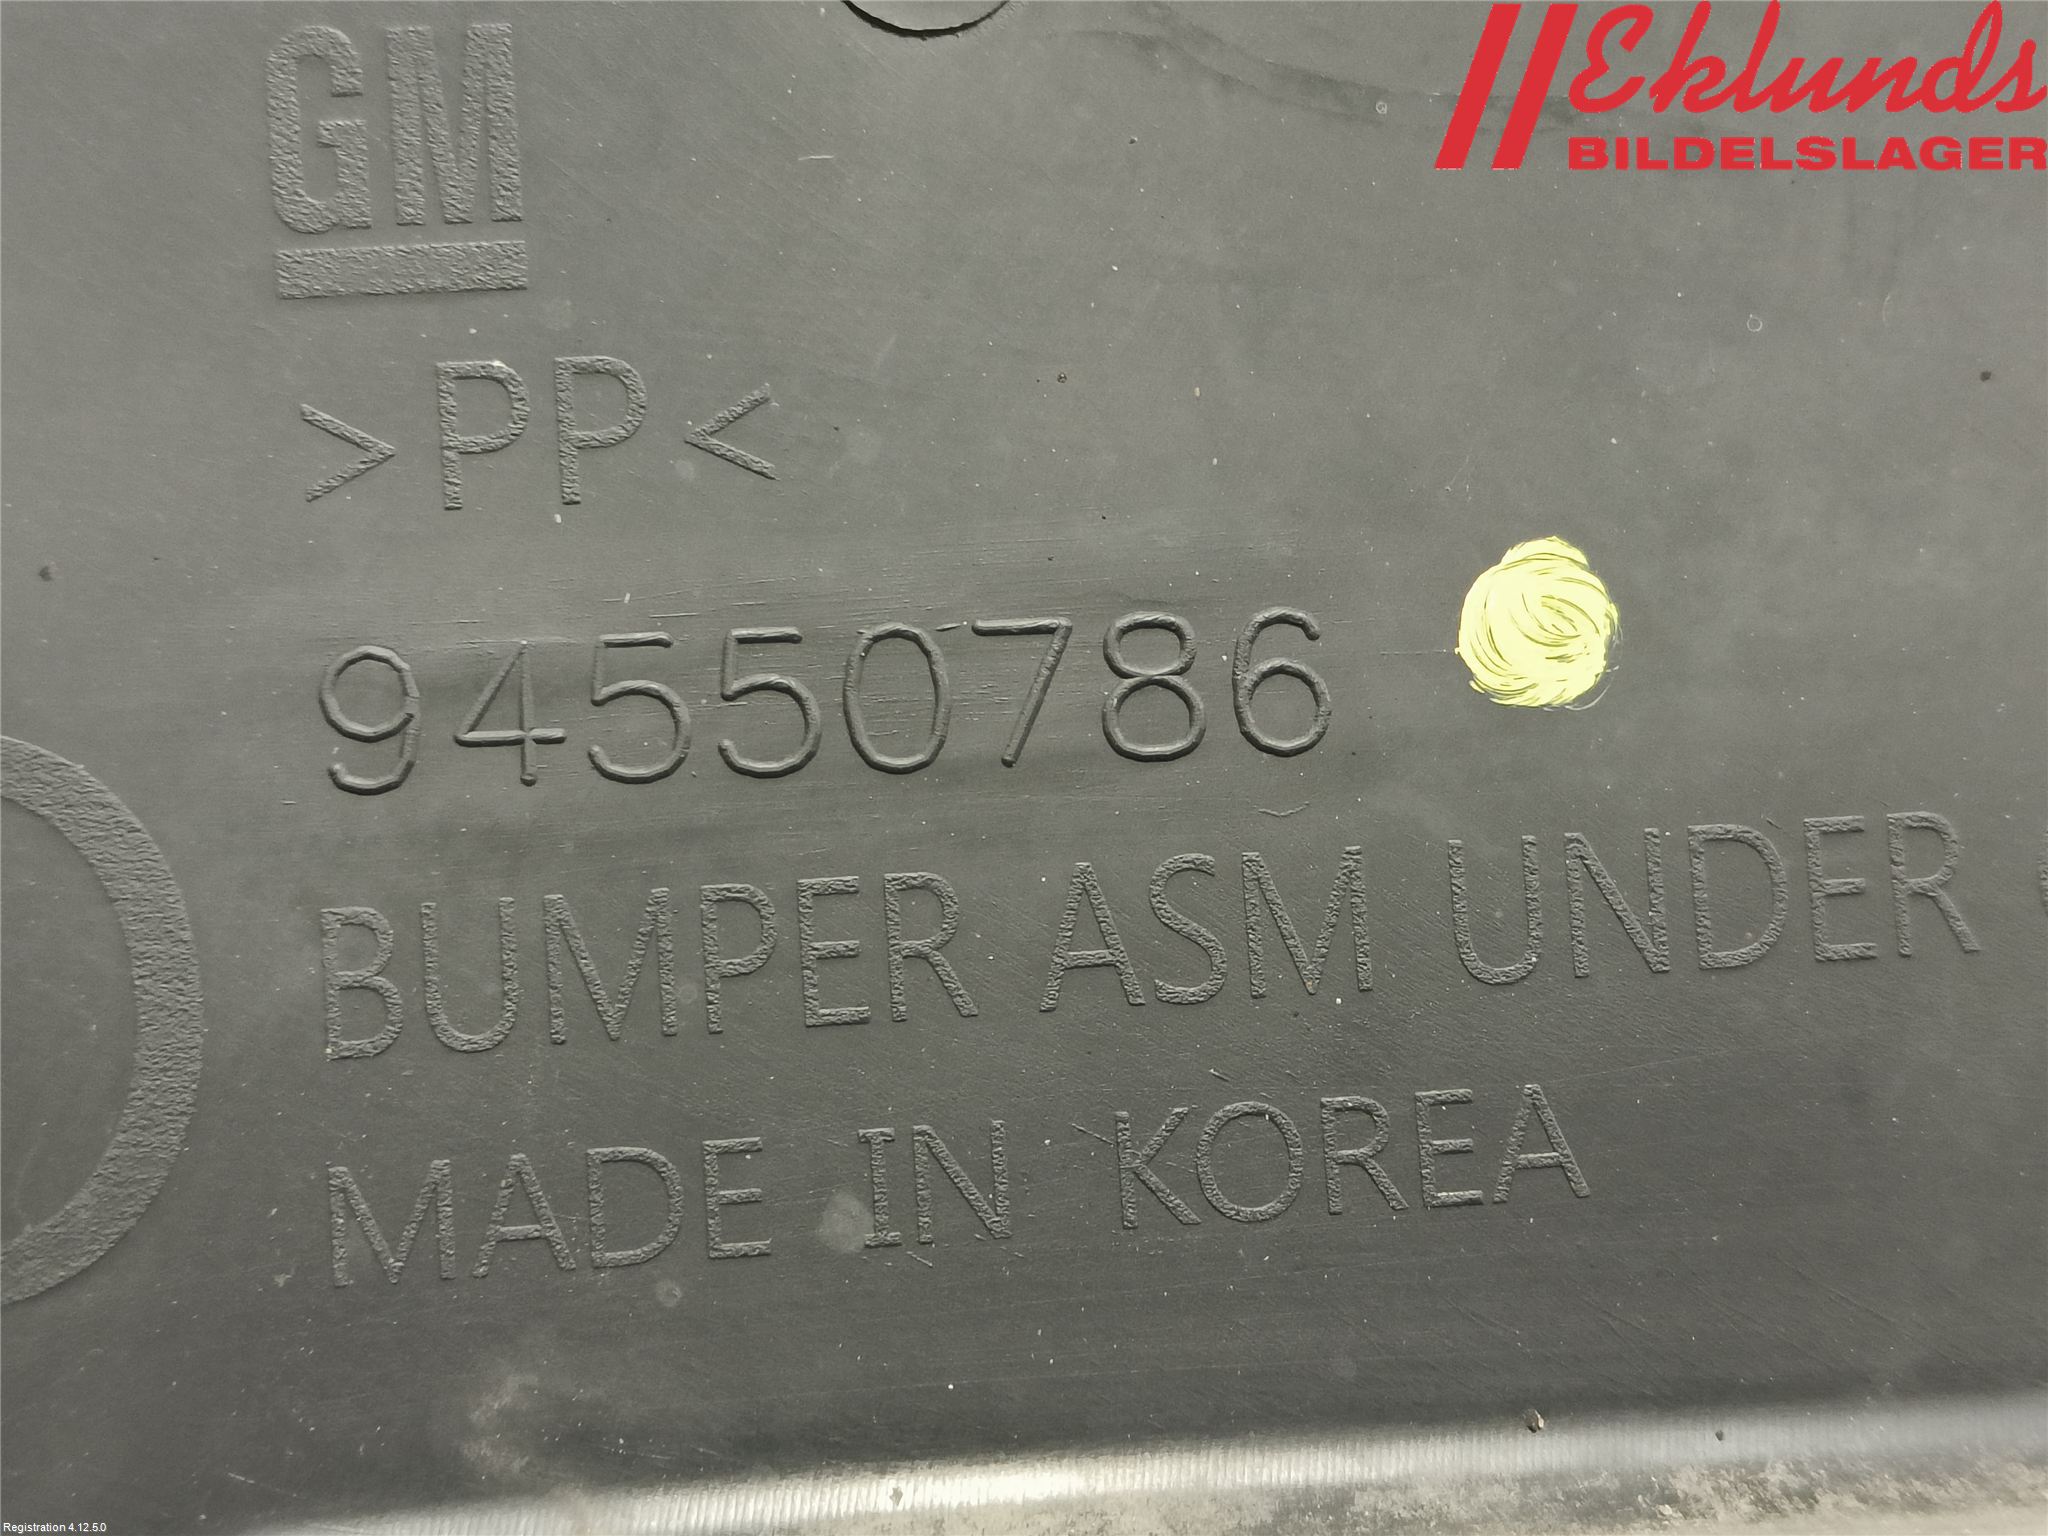 GM
Eklunds
BILDELSLAGER
>PP<
94550786
BUMPER ASM UNDER
MADE IN KOREA
Registration 4.12.5.0